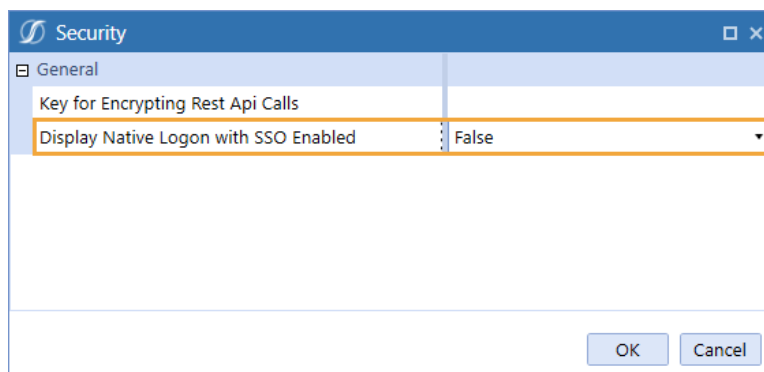 Security
General
Key for Encrypting Rest Api Calls
Display Native Logon with SSO Enabled False
OK Cancel